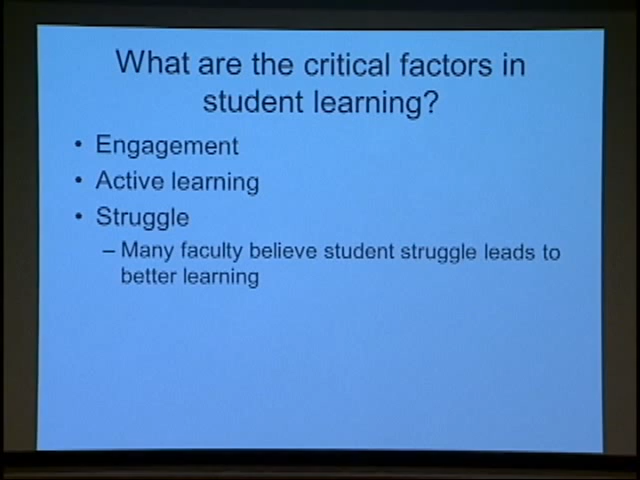 What are the critical factors in
student learning?
• Engagement
• Active learning
• Struggle
– Many faculty believe student struggle leads to
better learning